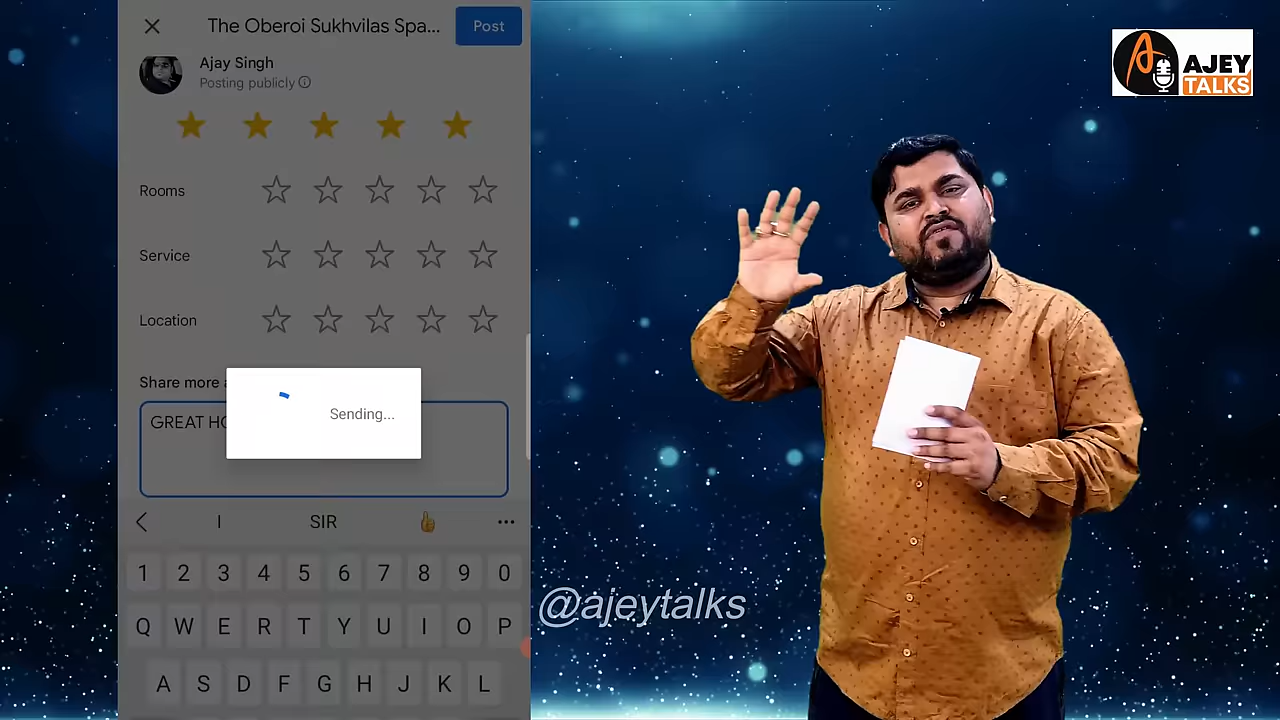 The Oberoi Sukhvilas Spa...
Post
Ajay Singh
Posting publicly
Rooms
Service
Location
Share more
GREAT
Sending...
I SIR
1 2 3 4 5 6 7 8 9 0
Q W E R T Y U I O P
A S D F G H J K L
AJEY
TALKS
@ajeytalks